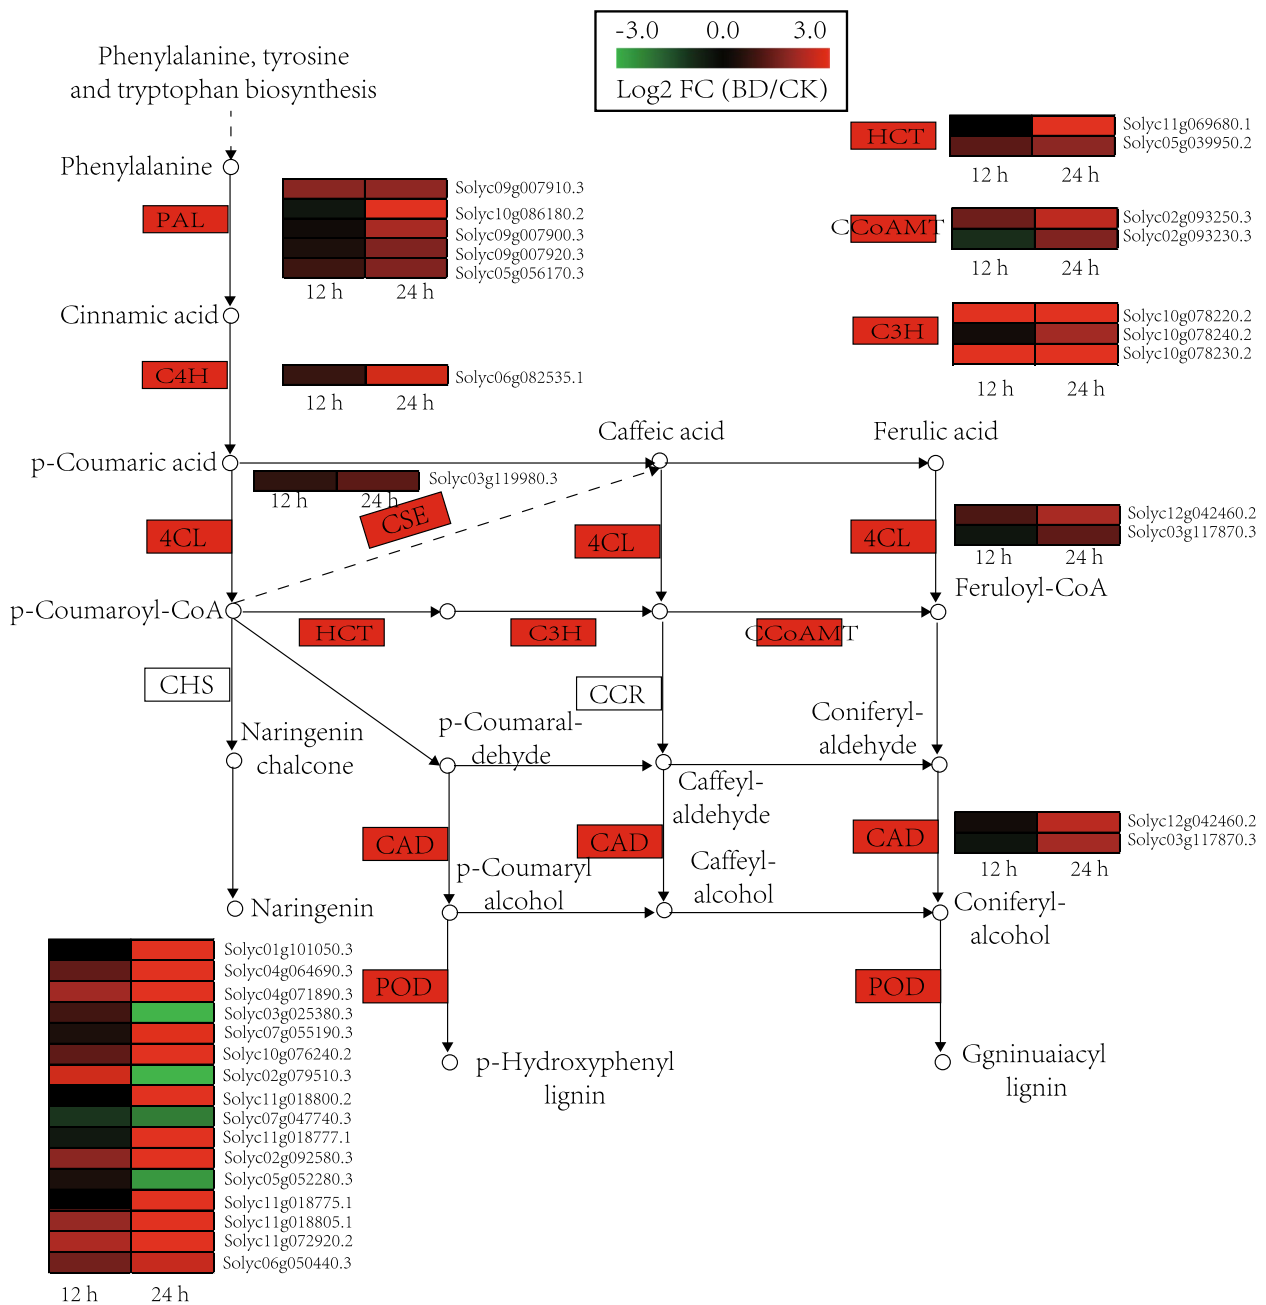 -3.0 0.0 3.0
Log2 FC (BD/CK)
Phenylalanine, tyrosine
and tryptophan biosynthesis
Phenylalanine
PAL
Solyc09g007910.3
Solyc10g086180.2
Solyc09g007900.3
Solyc09g007920.3
Solyc05g056170.3
12 h 24 h
HCT
Solyc11g069680.1
Solyc05g039950.2
12 h 24 h
CCoAMT
Solyc02g093250.3
Solyc02g093230.3
12 h 24 h
Cinnamic acid
C3H
Solyc10g078220.2
Solyc10g078240.2
Solyc10g078230.2
12 h 24 h
C4H
Solyc06g082535.1
12 h 24 h
Caffeic acid
Ferulic acid
p-Coumaric acid
Solyc03g119980.3
12 h 24 h
CSE
4CL
4CL
4CL
Solyc12g042460.2
Solyc03g117870.3
12 h 24 h
Feruloyl-CoA
p-Coumaroyl-CoA
HCT
C3H
CCoAMT
CHS
CCR
Naringenin
chalcone
p-Coumaral-
dehyde
Coniferyl-
aldehyde
Caffeyl-
aldehyde
CAD
CAD
CAD
Solyc12g042460.2
Solyc03g117870.3
12 h 24 h
p-Coumaryl
alcohol
Caffeyl-
alcohol
Coniferyl-
alcohol
Naringenin
Solyc01g101050.3
Solyc04g064690.3
Solyc04g071890.3
Solyc03g025380.3
Solyc07g055190.3
Solyc10g076240.2
Solyc02g079510.3
Solyc11g018800.2
Solyc07g047740.3
Solyc11g018777.1
Solyc02g092580.3
Solyc05g052280.3
Solyc11g018775.1
Solyc11g018805.1
Solyc11g072920.2
Solyc06g050440.3
12 h 24 h
POD
POD
p-Hydroxyphenyl
lignin
Ggninuaiacyl
lignin